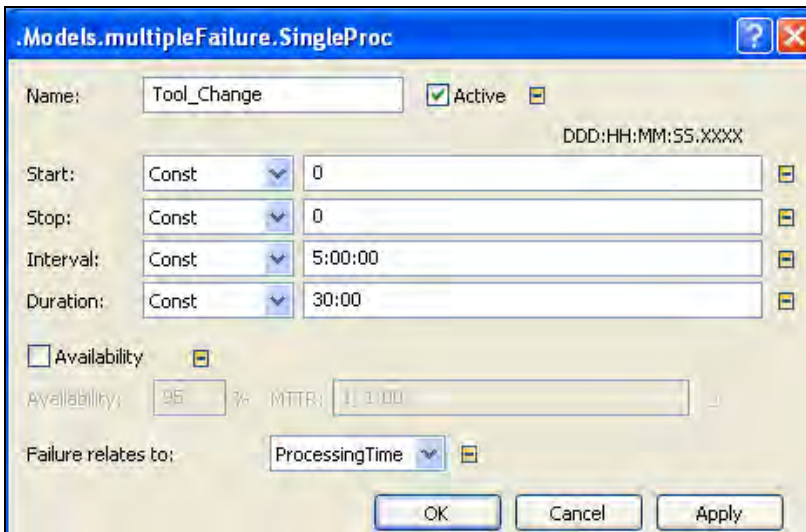 .Models.multipleFailure.SingleProc
Name: Tool_Change Active
DDD:HH:MM:SS.XXXX
Start: Const 0
Stop: Const 0
Interval: Const 5:00:00
Duration: Const 30:00
Availability
Availability: 95 % MTTR:
Failure relates to: ProcessingTime
OK Cancel Apply